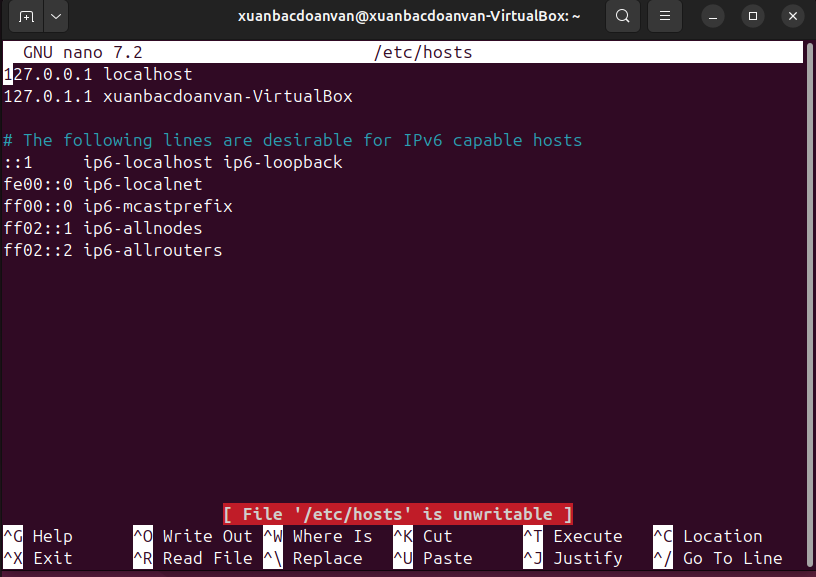 xuanbacdoanvan@xuanbacdoanvan-VirtualBox: ~
GNU nano 7.2 /etc/hosts
127.0.0.1 localhost
127.0.1.1 xuanbacdoanvan-VirtualBox
# The following lines are desirable for IPv6 capable hosts
::1     ip6-localhost ip6-loopback
fe00::0 ip6-localnet
ff00::0 ip6-mcastprefix
ff02::1 ip6-allnodes
ff02::2 ip6-allrouters
[ File '/etc/hosts' is unwritable ]
^G Help ^O Write Out ^W Where Is ^K Cut ^T Execute ^C Location
^X Exit ^R Read File ^\ Replace ^U Paste ^J Justify ^/ Go To Line